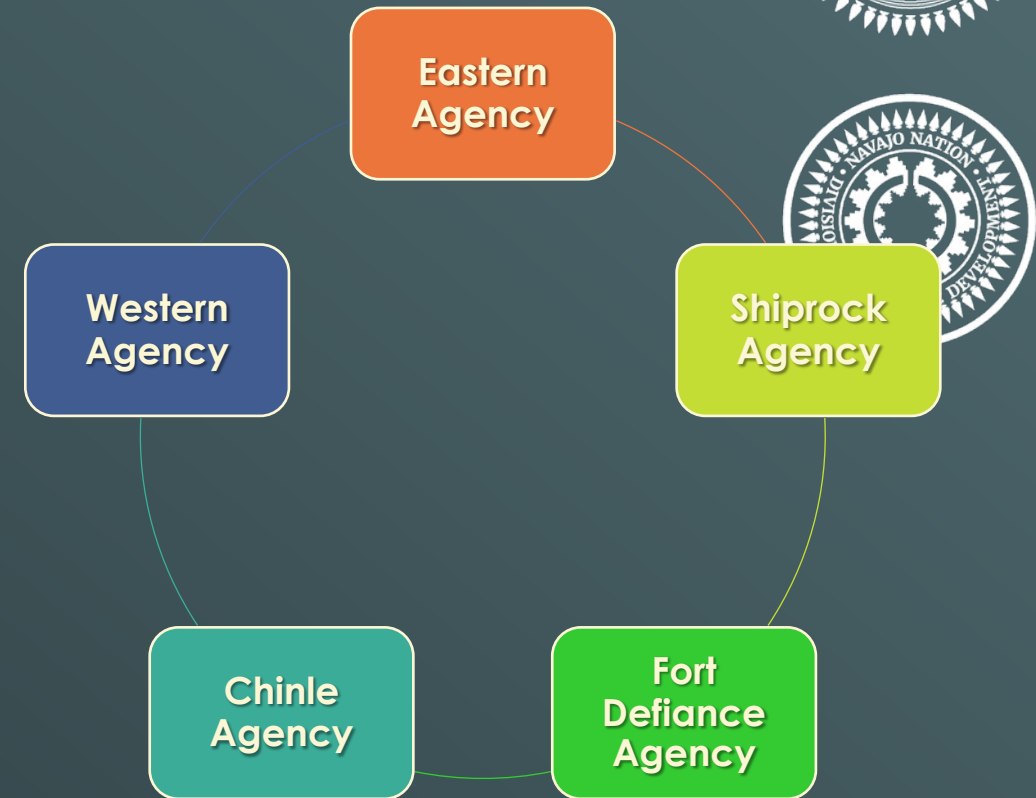 Eastern
Agency
NAVAJO NATION
DEVELOPMENT
Western
Agency
Shiprock
Agency
Chinle
Agency
Fort
Defiance
Agency